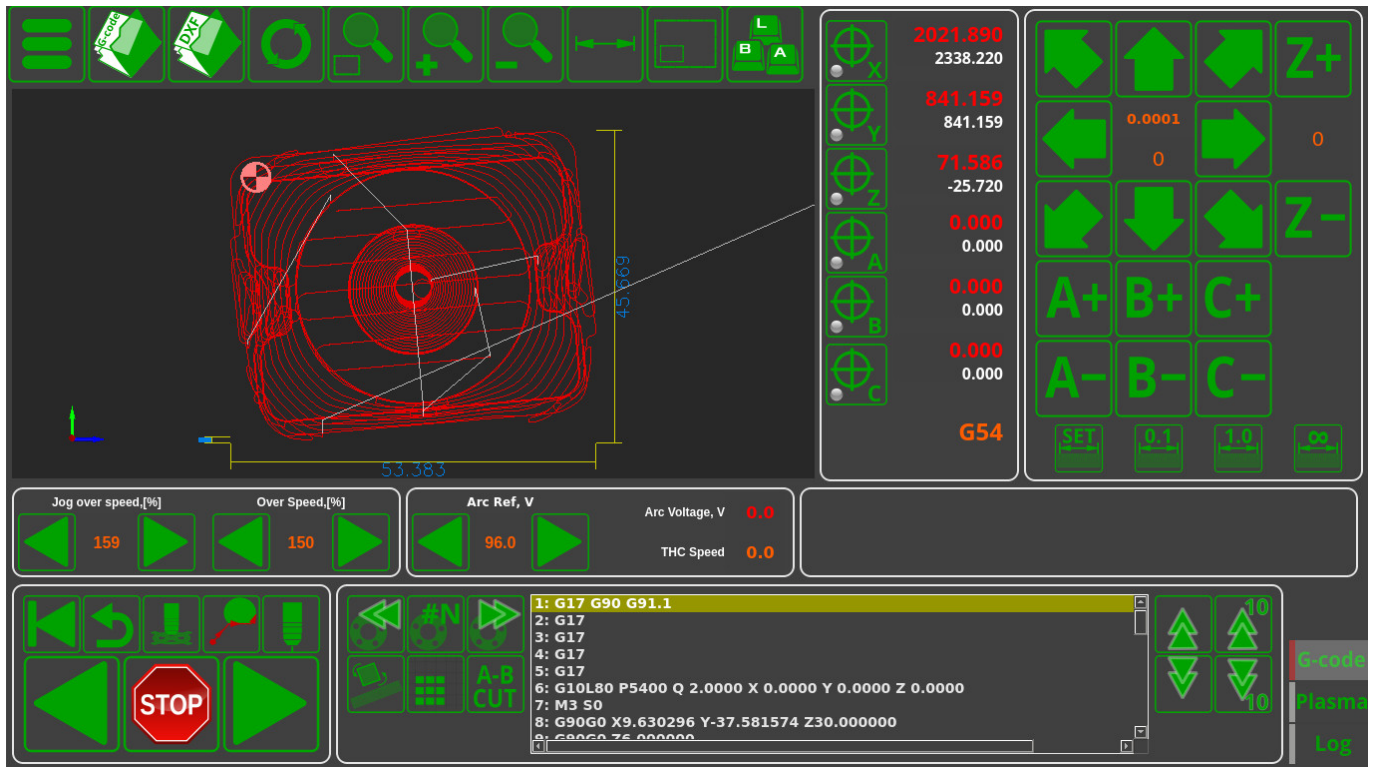 G-code
DXF
L
B
A
X
2021.890
2338.220
Y
841.159
841.159
Z
71.586
-25.720
A
0.000
0.000
B
0.000
0.000
C
0.000
0.000
G54
Z+
0.0001
0
0
Z-
A+ B+ C+
A- B- C-
SET 0.1 1.0 ∞
45.669
53.383
Jog over speed,[%]
159
Over Speed,[%]
150
Arc Ref, V
96.0
Arc Voltage, V 0.0
THC Speed 0.0
STOP
#N
A-B
CUT
1: G17 G90 G91.1
2: G17
3: G17
4: G17
5: G17
6: G10L80 P5400 Q 2.0000 X 0.0000 Y 0.0000 Z 0.0000
7: M3 S0
8: G90G0 X9.630296 Y-37.581574 Z30.000000
9: G90G0 Z6.000000
10
10
G-code
Plasma
Log